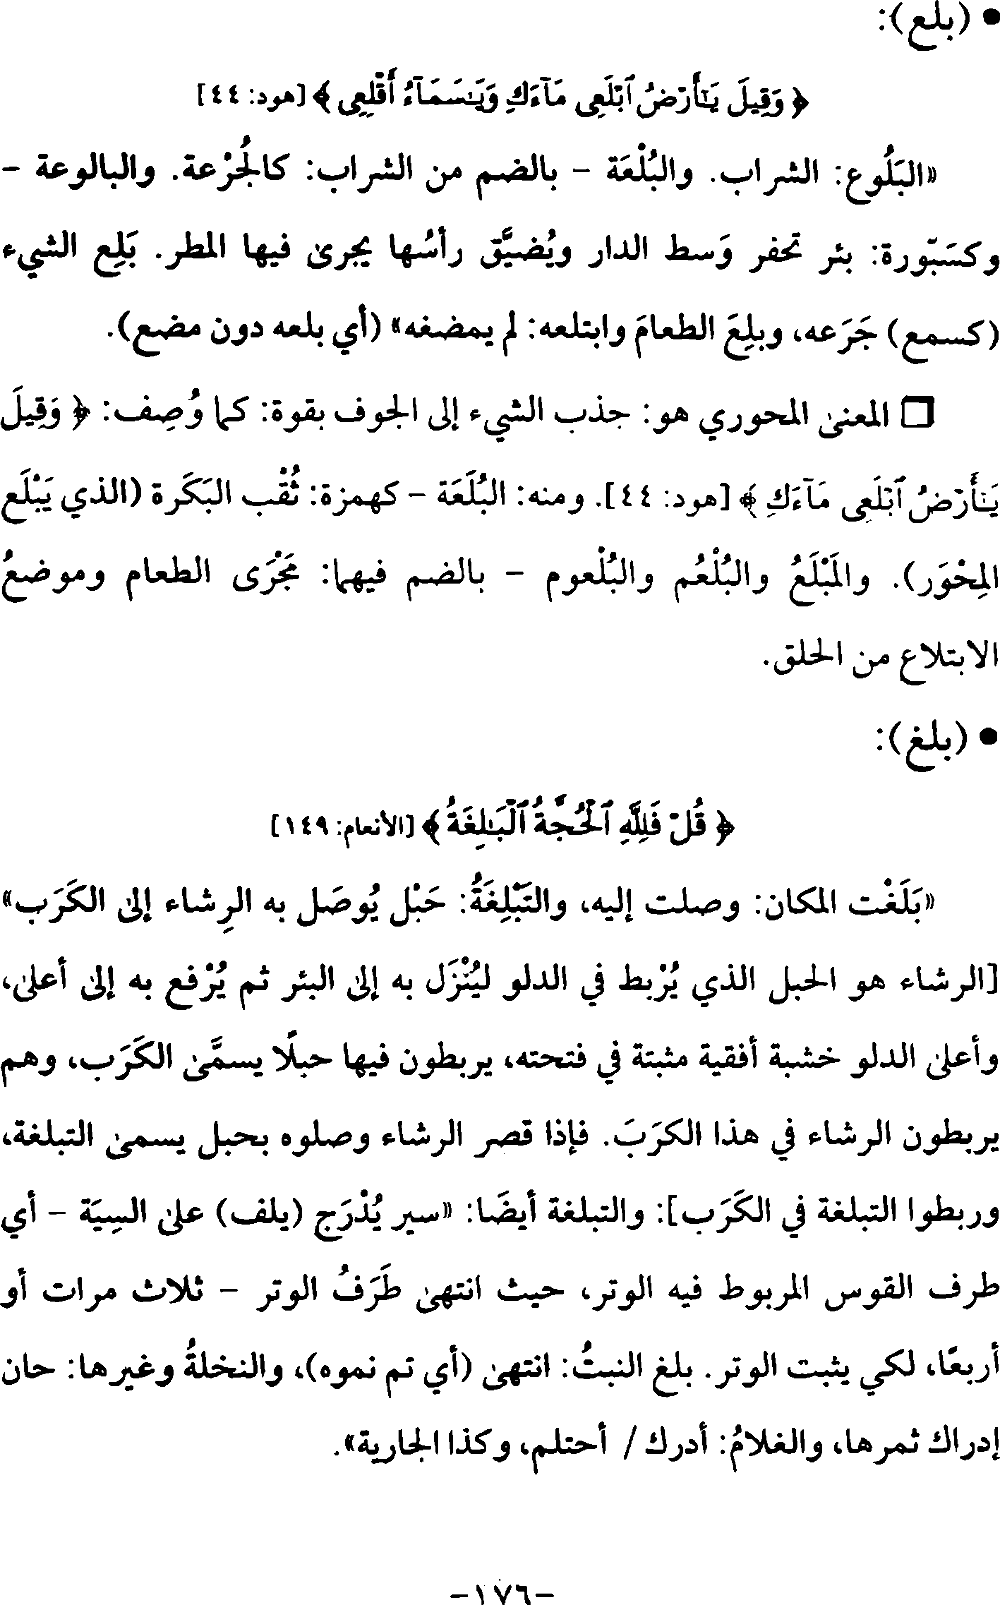 • (بلع):
﴿ وَقِيلَ يَٰٓأَرْضُ ٱبْلَعِى مَآءَكِ وَيَٰسَمَآءُ أَقْلِعِى ﴾ [هود: ٤٤]
«البَلُوع: الشراب. والبُلْعَة - بالضم من الشراب: كالجُرْعة. والبالوعة -
وكسَبّورة: بئر تحفر وَسط الدار ويُضيَّق رأسُها يجرى فيها المطر. بَلِع الشيء
(كسمع) جَرَعه، وبلِعَ الطعامَ وابتلعه: لم يمضغه» (أي بلعه دون مضغ).
❒ المعنى المحوري هو: جذب الشيء إلى الجوف بقوة: كما وُصِف: ﴿ وَقِيلَ
يَٰٓأَرْضُ ٱبْلَعِى مَآءَكِ ﴾ [هود: ٤٤]. ومنه: البُلَعَة - كهمزة: ثُقْب البَكَرة (الذي يَبْلَع
المِحْوَر). والمَبْلَعُ والبُلْعُم والبُلْعوم - بالضم فيهما: مَجْرَى الطعام وموضعُ
الابتلاع من الحلق.
• (بلغ):
﴿ قُلْ فَلِلَّهِ ٱلْحُجَّةُ ٱلْبَٰلِغَةُ ﴾ [الأنعام: ١٤٩]
«بَلَغْت المكان: وصلت إليه، والتَبْلِغَةُ: حَبْل يُوصَل به الرِشاء إلى الكَرَب»
[الرشاء هو الحبل الذي يُرْبط في الدلو ليُنْزَل به إلى البئر ثم يُرْفع به إلى أعلى،
وأعلى الدلو خشبة أفقية مثبتة في فتحته، يربطون فيها حبلًا يسمَّى الكَرَب، وهم
يربطون الرشاء في هذا الكرَبَ. فإذا قصر الرشاء وصلوه بحبل يسمى التبلغة،
وربطوا التبلغة في الكَرَب]: والتبلغة أيضًا: «سير يُدْرَج (يلف) على السِيَة - أي
طرف القوس المربوط فيه الوتر، حيث انتهى طَرَفُ الوتر - ثلاث مرات أو
أربعًا، لكي يثبت الوتر. بلغ النبتُ: انتهى (أي تم نموه)، والنخلةُ وغيرها: حان
إدراك ثمرها، والغلامُ: أدرك / أحتلم، وكذا الجارية».
-١٧٦-